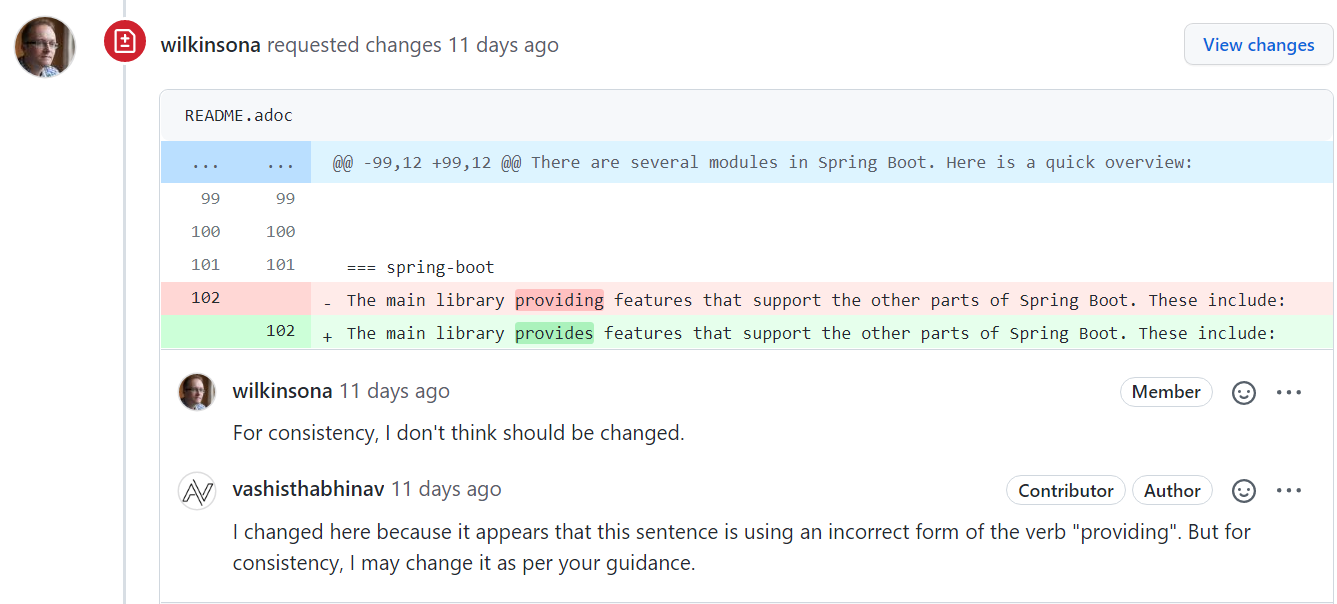 wilkinsona requested changes 11 days ago
View changes
README.adoc
... ... @@ -99,12 +99,12 @@ There are several modules in Spring Boot. Here is a quick overview:
99 99
100 100
101 101 === spring-boot
102 - The main library providing features that support the other parts of Spring Boot. These include:
102 + The main library provides features that support the other parts of Spring Boot. These include:
wilkinsona 11 days ago Member
For consistency, I don't think should be changed.
vashisthabhinav 11 days ago Contributor Author
I changed here because it appears that this sentence is using an incorrect form of the verb "providing". But for
consistency, I may change it as per your guidance.